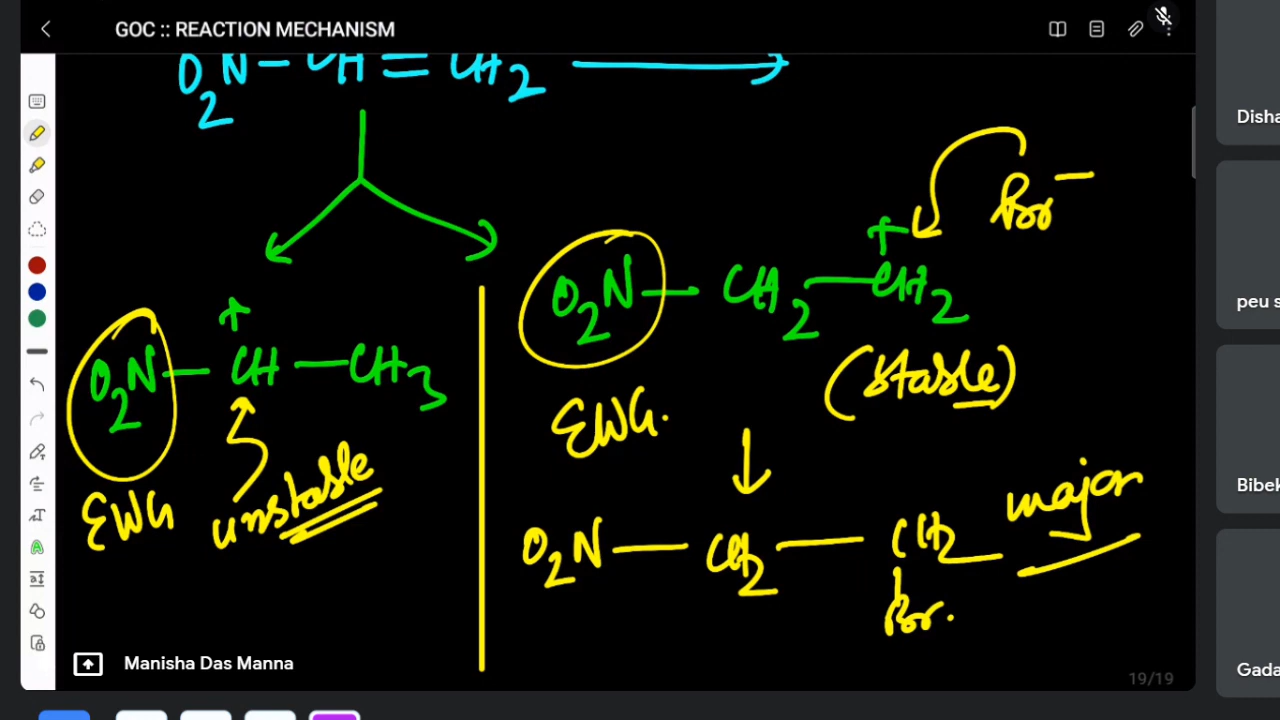 GOC :: REACTION MECHANISM
O2N - CH = CH2
Br-
+
O2N - CH2 - CH2
+
O2N - CH - CH3
(stable)
EWG.
EWG
unstable
major
O2N - CH2 - CH2
Br.
Manisha Das Manna
19/19
Disha
peu s
Bibek
Gada